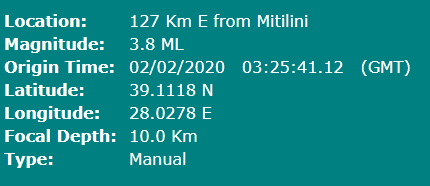 Location: 127 Km E from Mitilini
Magnitude: 3.8 ML
Origin Time: 02/02/2020 03:25:41.12 (GMT)
Latitude: 39.1118 N
Longitude: 28.0278 E
Focal Depth: 10.0 Km
Type: Manual